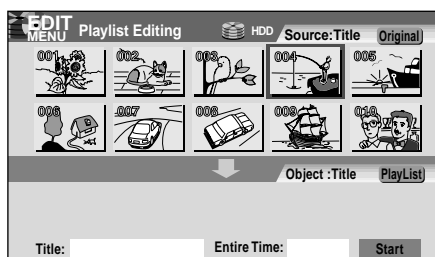 EDIT
MENU Playlist Editing HDD Source:Title Original
001 002 003 004 005
006 007 008 009 010
Object :Title PlayList
Title: Entire Time: Start